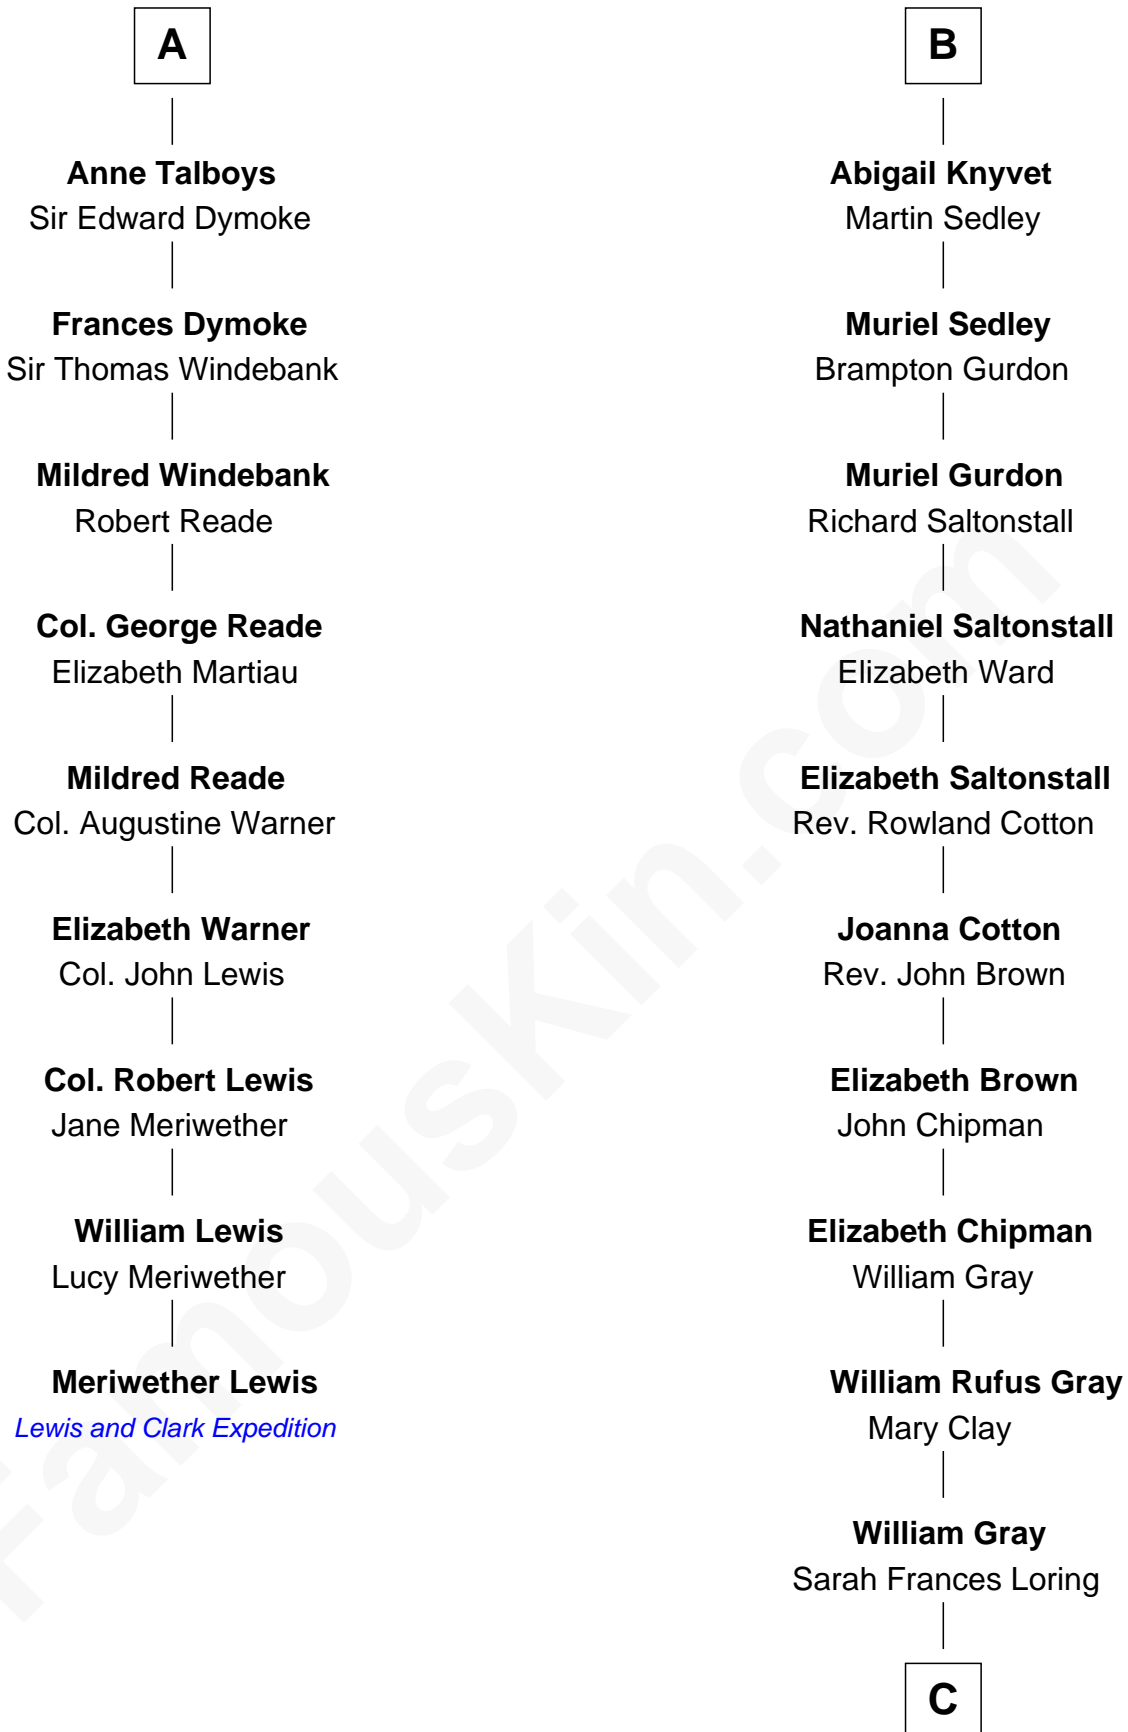 A
Anne Talboys
Sir Edward Dymoke
Frances Dymoke
Sir Thomas Windebank
Mildred Windebank
Robert Reade
Col. George Reade
Elizabeth Martiau
Mildred Reade
Col. Augustine Warner
Elizabeth Warner
Col. John Lewis
Col. Robert Lewis
Jane Meriwether
William Lewis
Lucy Meriwether
Meriwether Lewis
Lewis and Clark Expedition
B
Abigail Knyvet
Martin Sedley
Muriel Sedley
Brampton Gurdon
Muriel Gurdon
Richard Saltonstall
Nathaniel Saltonstall
Elizabeth Ward
Elizabeth Saltonstall
Rev. Rowland Cotton
Joanna Cotton
Rev. John Brown
Elizabeth Brown
John Chipman
Elizabeth Chipman
William Gray
William Rufus Gray
Mary Clay
William Gray
Sarah Frances Loring
C
FamousKin.com